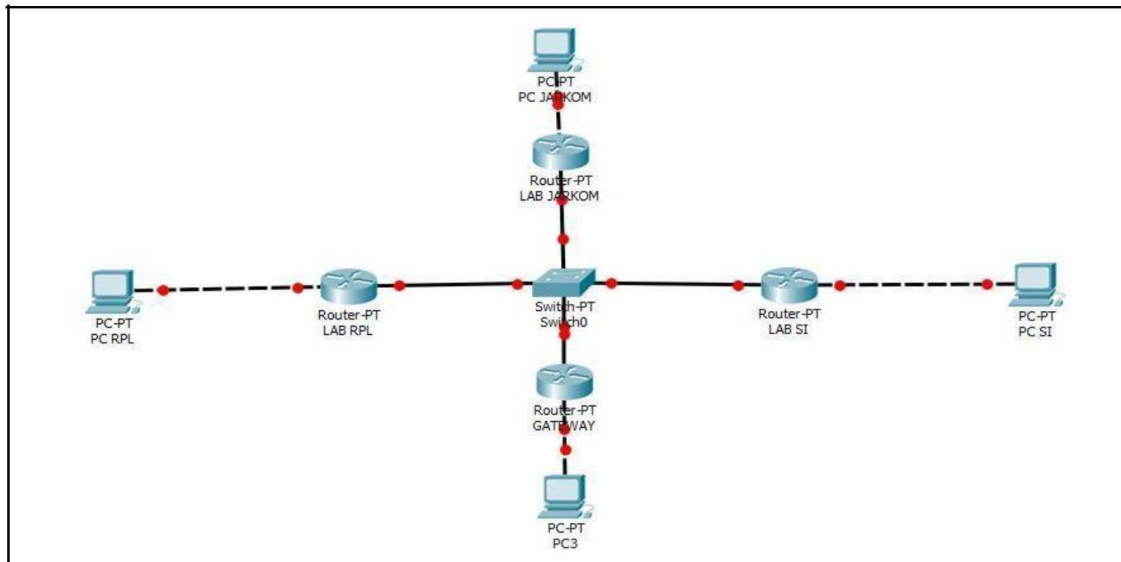 PC-PT
PC JARKOM
Router-PT
LAB JARKOM
PC-PT
PC RPL
Router-PT
LAB RPL
Switch-PT
Switch0
Router-PT
LAB SI
PC-PT
PC SI
Router-PT
GATEWAY
PC-PT
PC3